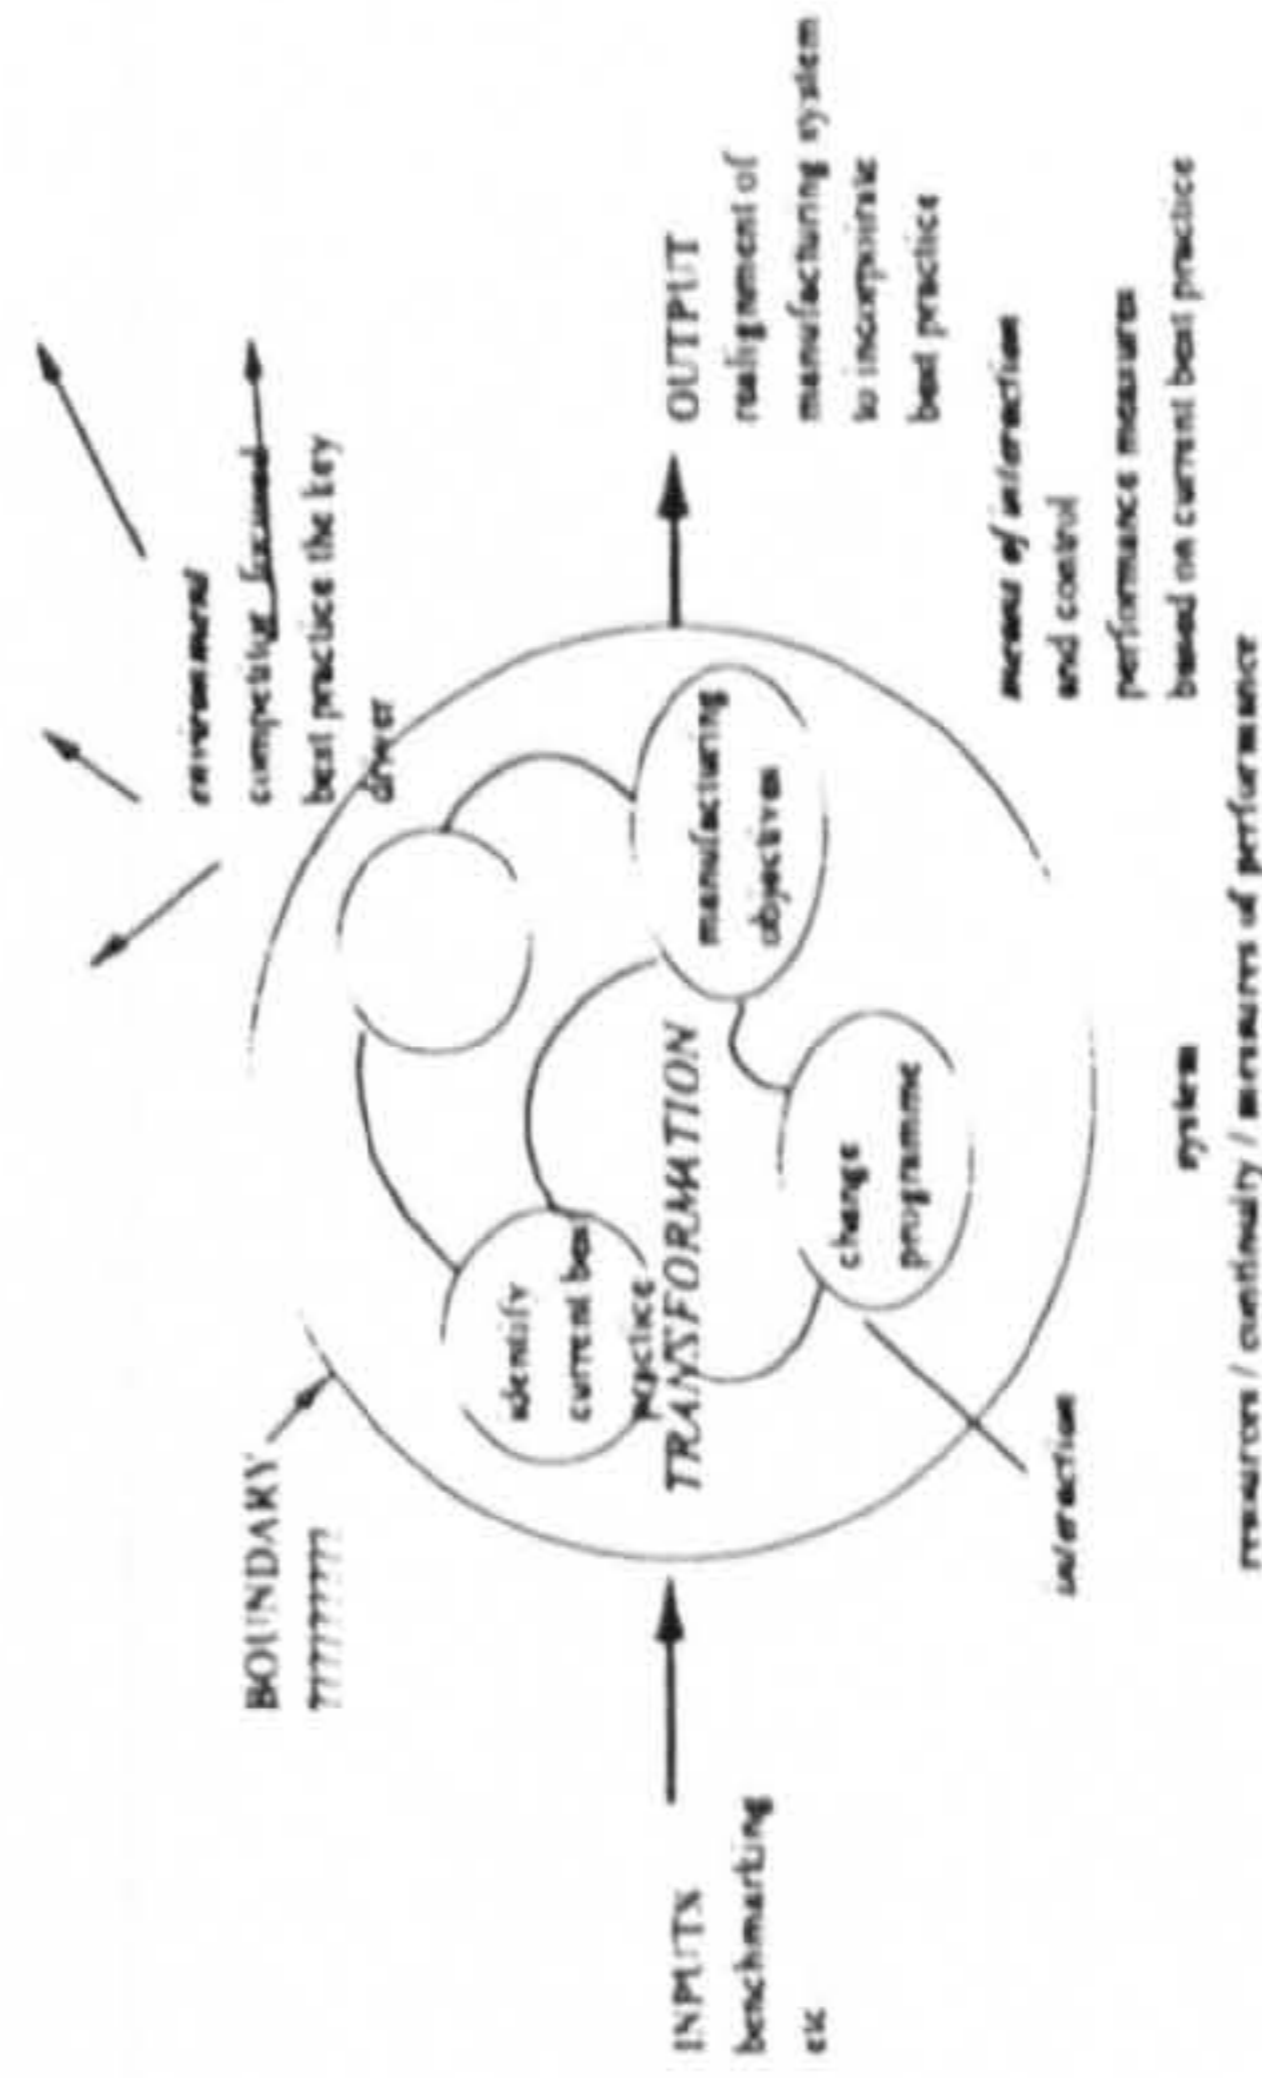 BOUNDARY
?????????
environment
competitive focused
best practice the key
driver
identify
current best
practice
TRANSFORMATION
manufacturing
objectives
change
programme
INPUTS
benchmarking
etc
OUTPUT
realignment of
manufacturing system
to incorporate
best practice
interaction
means of interaction
and control
performance measures
based on current best practice
system
resources / continuity / measures of performance